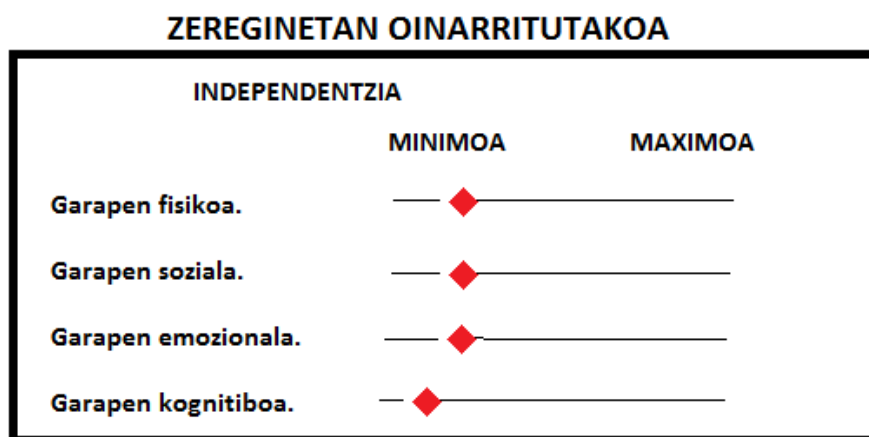 ZEREGINETAN OINARRITUTAKOA
INDEPENDENTZIA
MINIMOA MAXIMOA
Garapen fisikoa.
Garapen soziala.
Garapen emozionala.
Garapen kognitiboa.